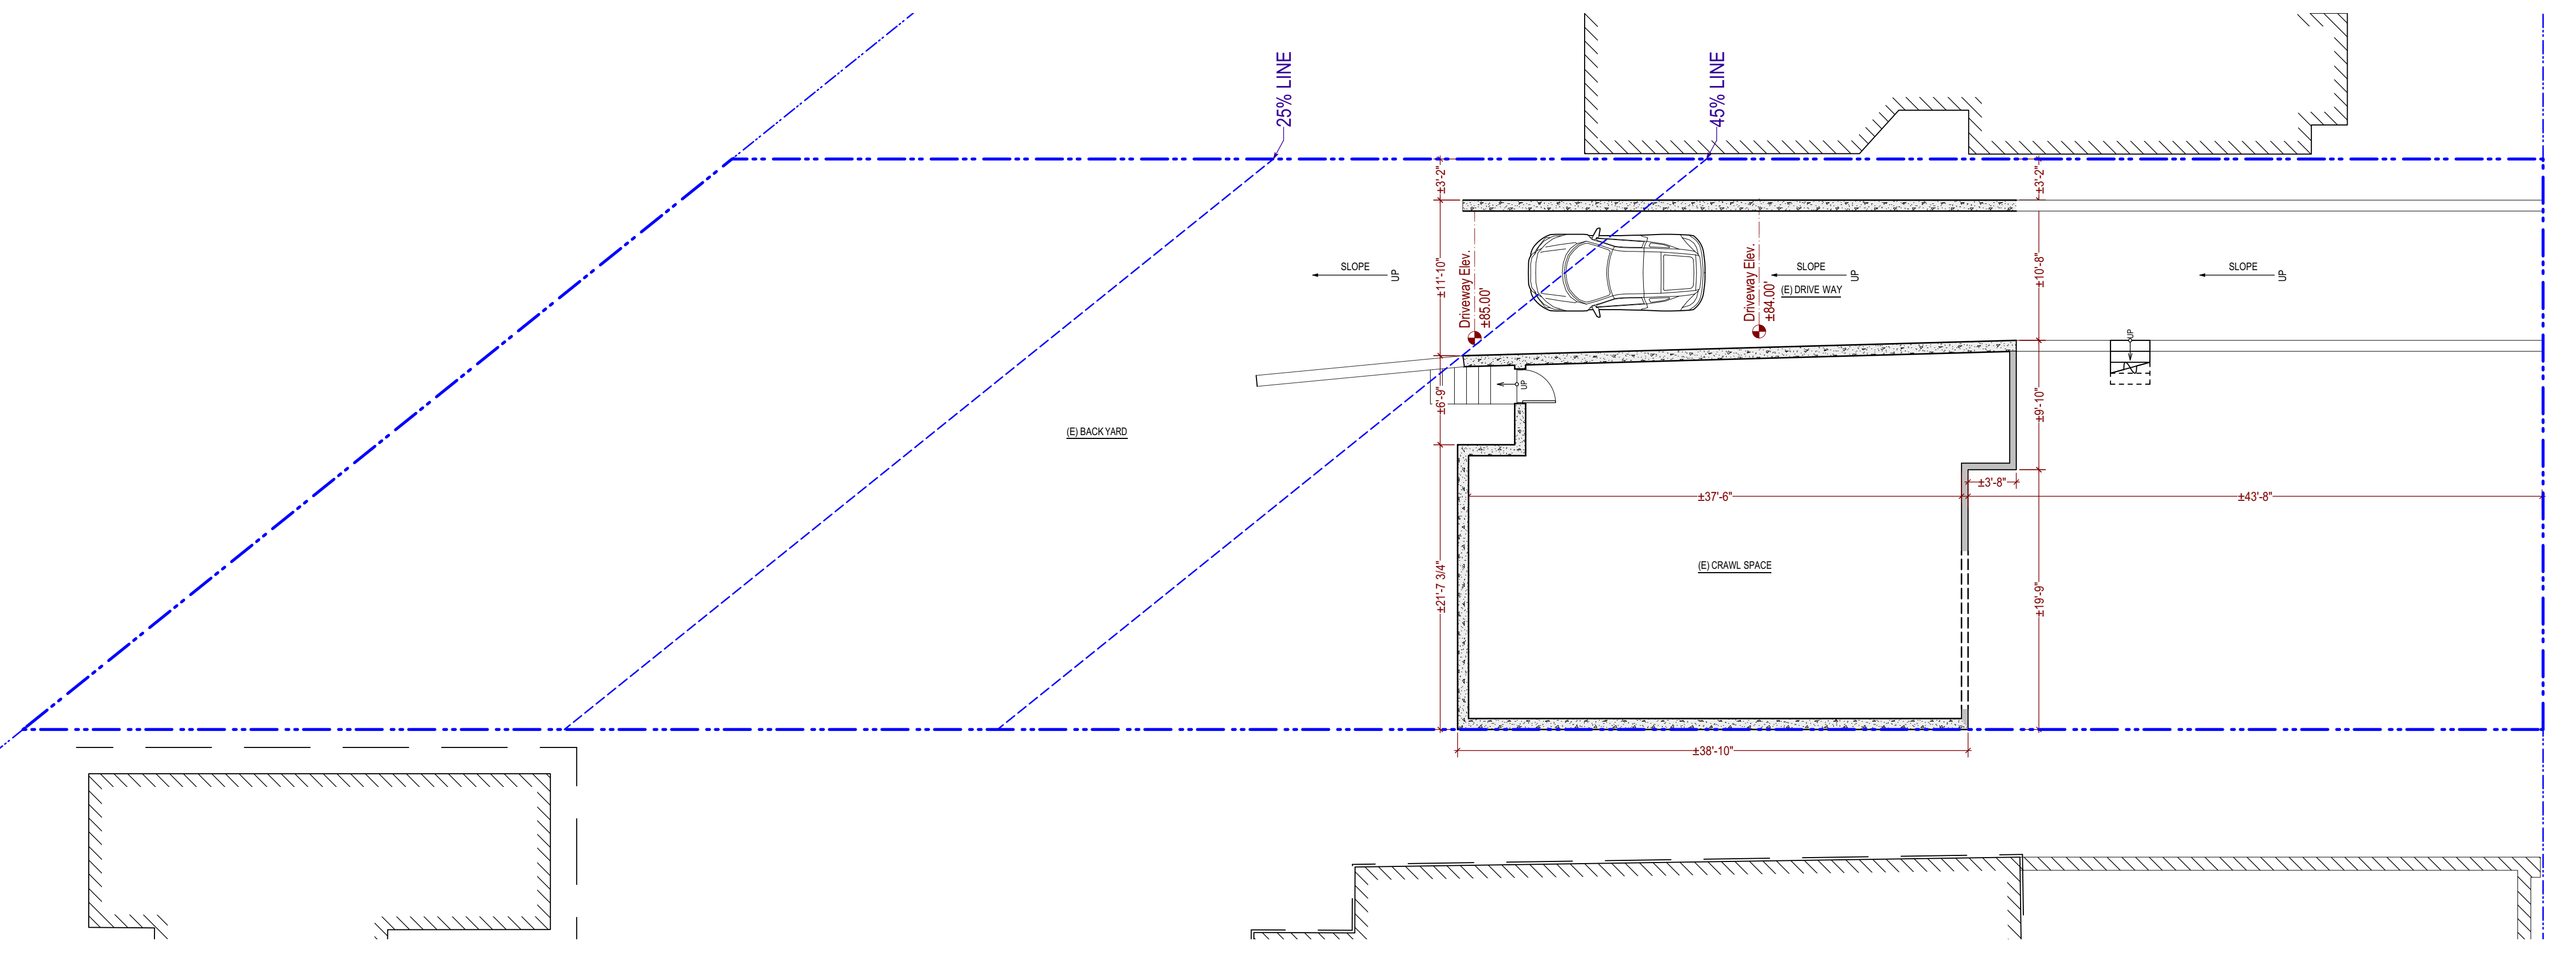 25% LINE
45% LINE
±3'-2"
±3'-2"
±11'-10"
±10'-8"
SLOPE
UP
Driveway Elev.
±85.00'
Driveway Elev.
±84.00'
SLOPE
UP
(E) DRIVE WAY
SLOPE
UP
UP
UP
±6'-9"
±9'-10"
(E) BACK YARD
±3'-8"
±37'-6"
±43'-8"
(E) CRAWL SPACE
±21'-7 3/4"
±19'-9"
±38'-10"